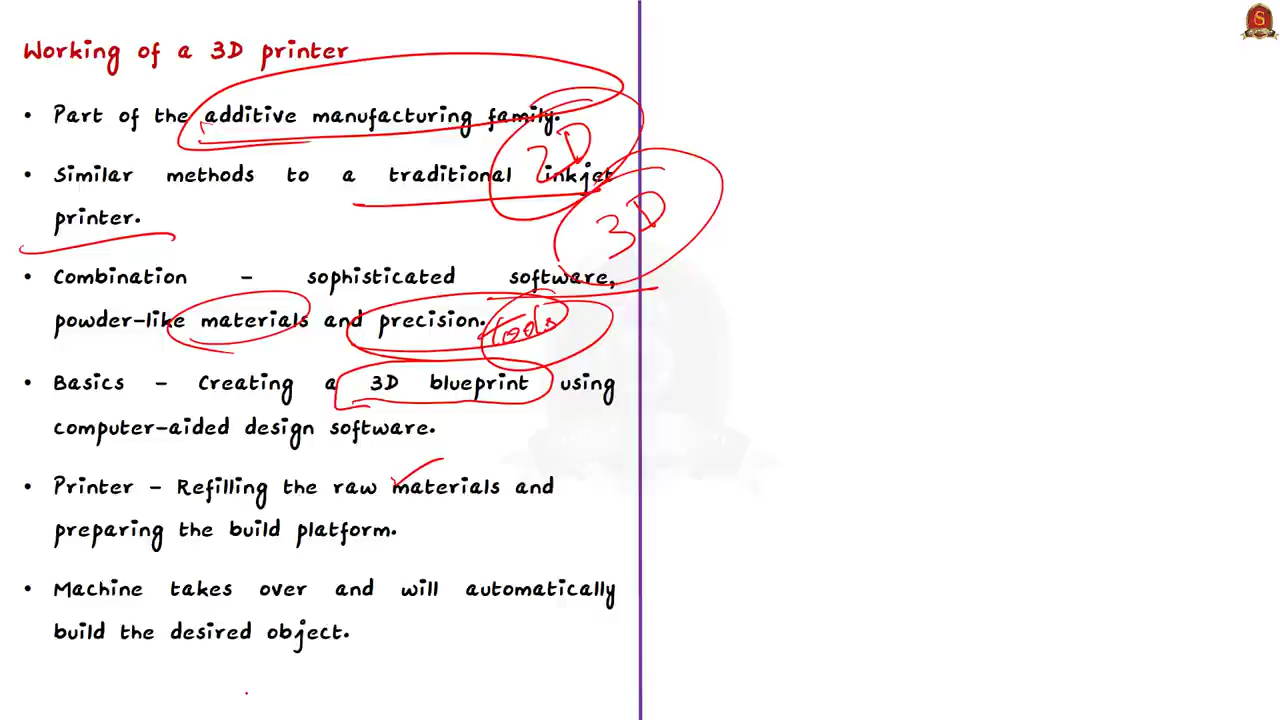 Working of a 3D printer
• Part of the additive manufacturing family.
2D
• Similar methods to a traditional inkjet
printer.
3D
• Combination – sophisticated software,
powder-like materials and precision. tools
• Basics – Creating a 3D blueprint using
computer-aided design software.
• Printer – Refilling the raw materials and
preparing the build platform.
• Machine takes over and will automatically
build the desired object.
S